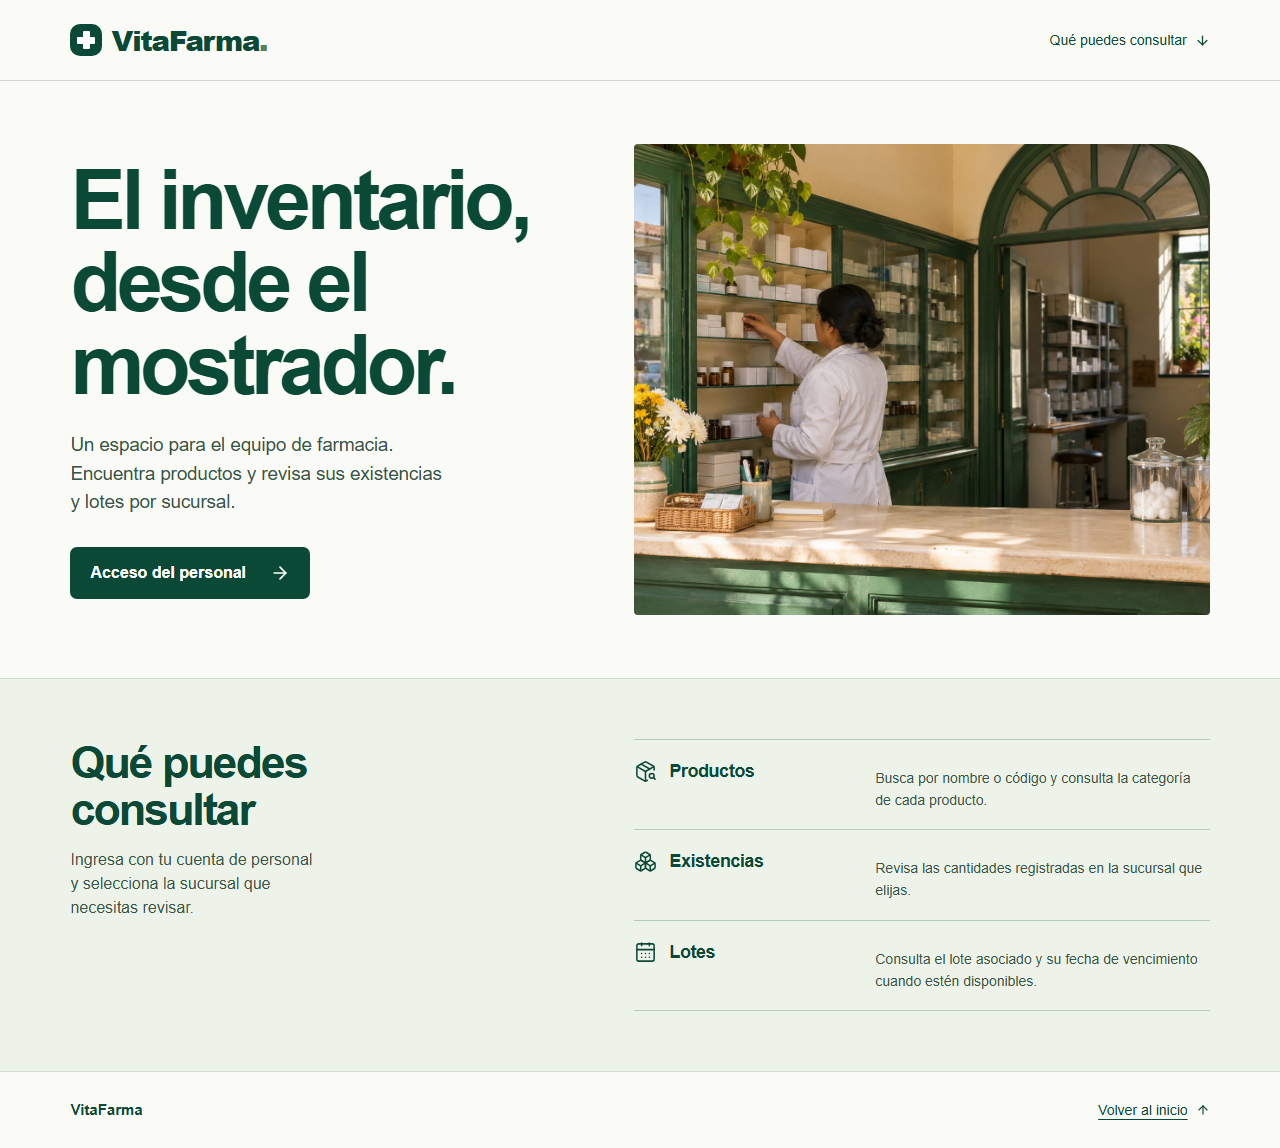 VitaFarma.
Qué puedes consultar
El inventario,
desde el
mostrador.
Un espacio para el equipo de farmacia.
Encuentra productos y revisa sus existencias
y lotes por sucursal.
Acceso del personal
Qué puedes
consultar
Ingresa con tu cuenta de personal
y selecciona la sucursal que
necesitas revisar.
Productos
Busca por nombre o código y consulta la categoría
de cada producto.
Existencias
Revisa las cantidades registradas en la sucursal que
elijas.
Lotes
Consulta el lote asociado y su fecha de vencimiento
cuando estén disponibles.
VitaFarma
Volver al inicio